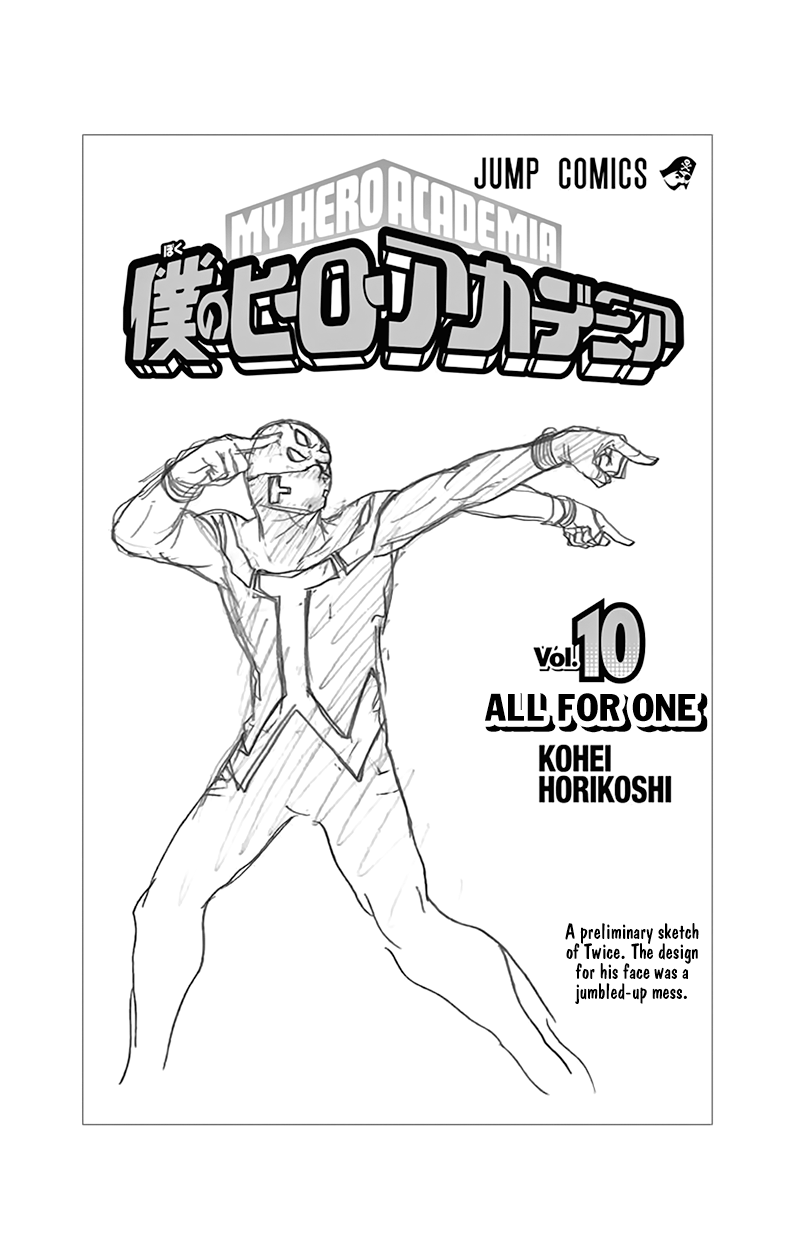 JUMP COMICS
MY HERO ACADEMIA
ぼく
僕のヒーローアカデミア
T
Vol.10
ALL FOR ONE
KOHEI
HORIKOSHI
A preliminary sketch
of Twice. The design
for his face was a
jumbled-up mess.